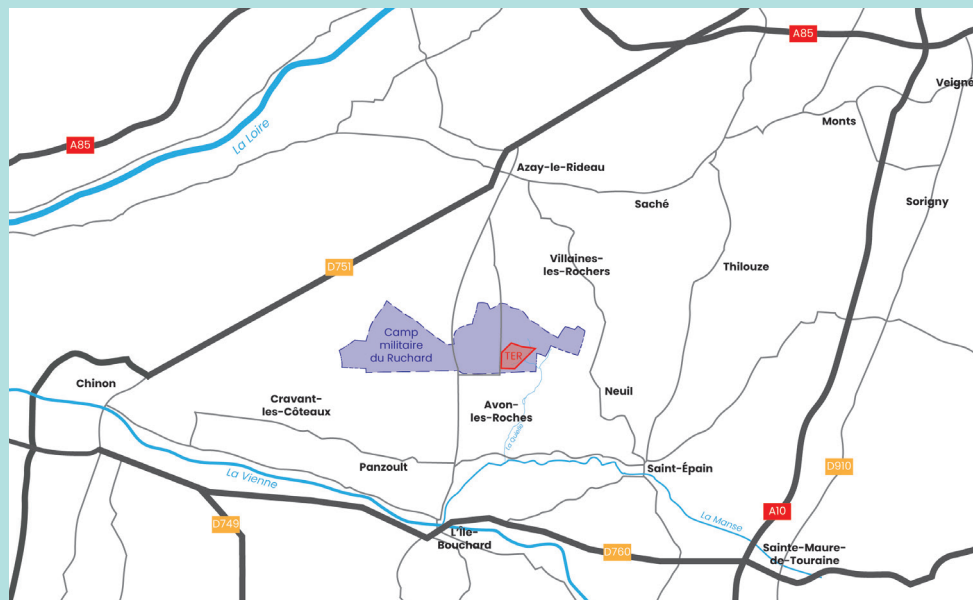 A85
Veigné
Monts
A85
La Loire
Azay-le-Rideau
Saché
Sorigny
Villaines-
les-Rochers
Thilouze
D751
Camp
militaire
du Ruchard
TER
Chinon
Cravant-
les-Côteaux
Avon-
les-Roches
Neuil
Panzoult
Saint-Épain
D910
La Vienne
La Manse
A10
D749
L'Île-
Bouchard
D760
Sainte-Maure-
de-Touraine